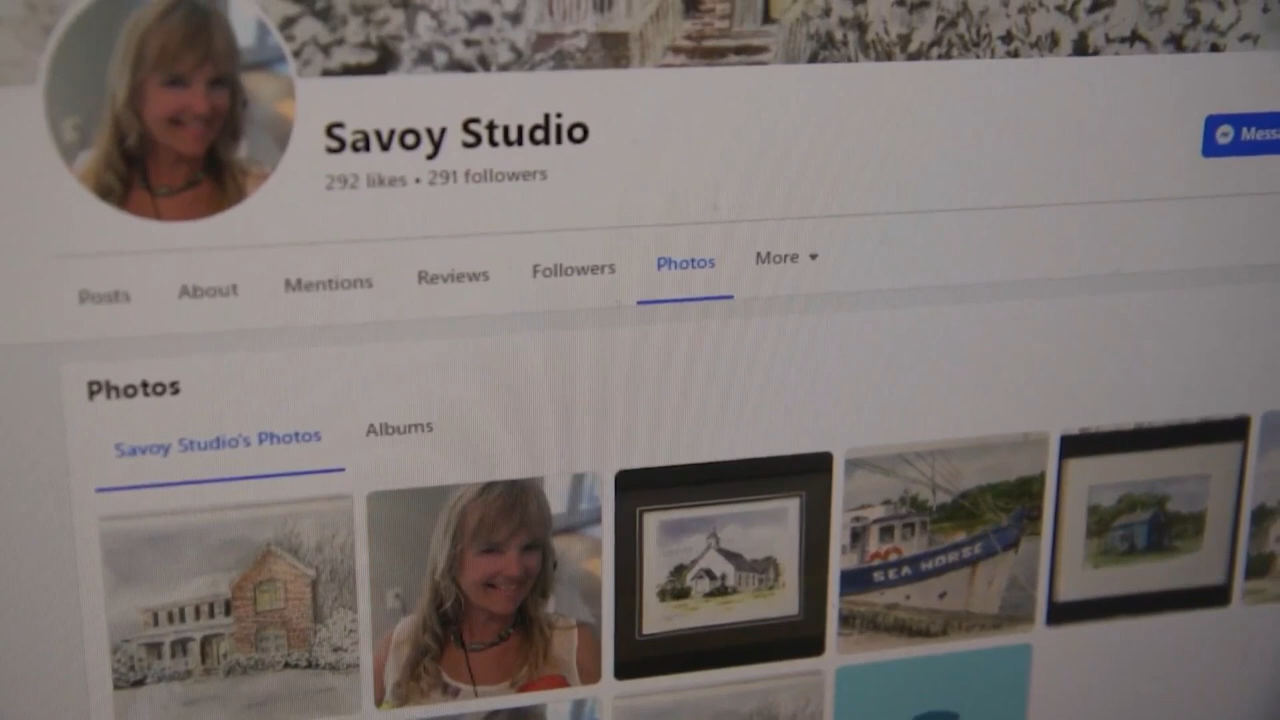 Savoy Studio
292 likes • 291 followers
Posts About Mentions Reviews Followers Photos More
Photos
Savoy Studio's Photos Albums
SEA HORSE